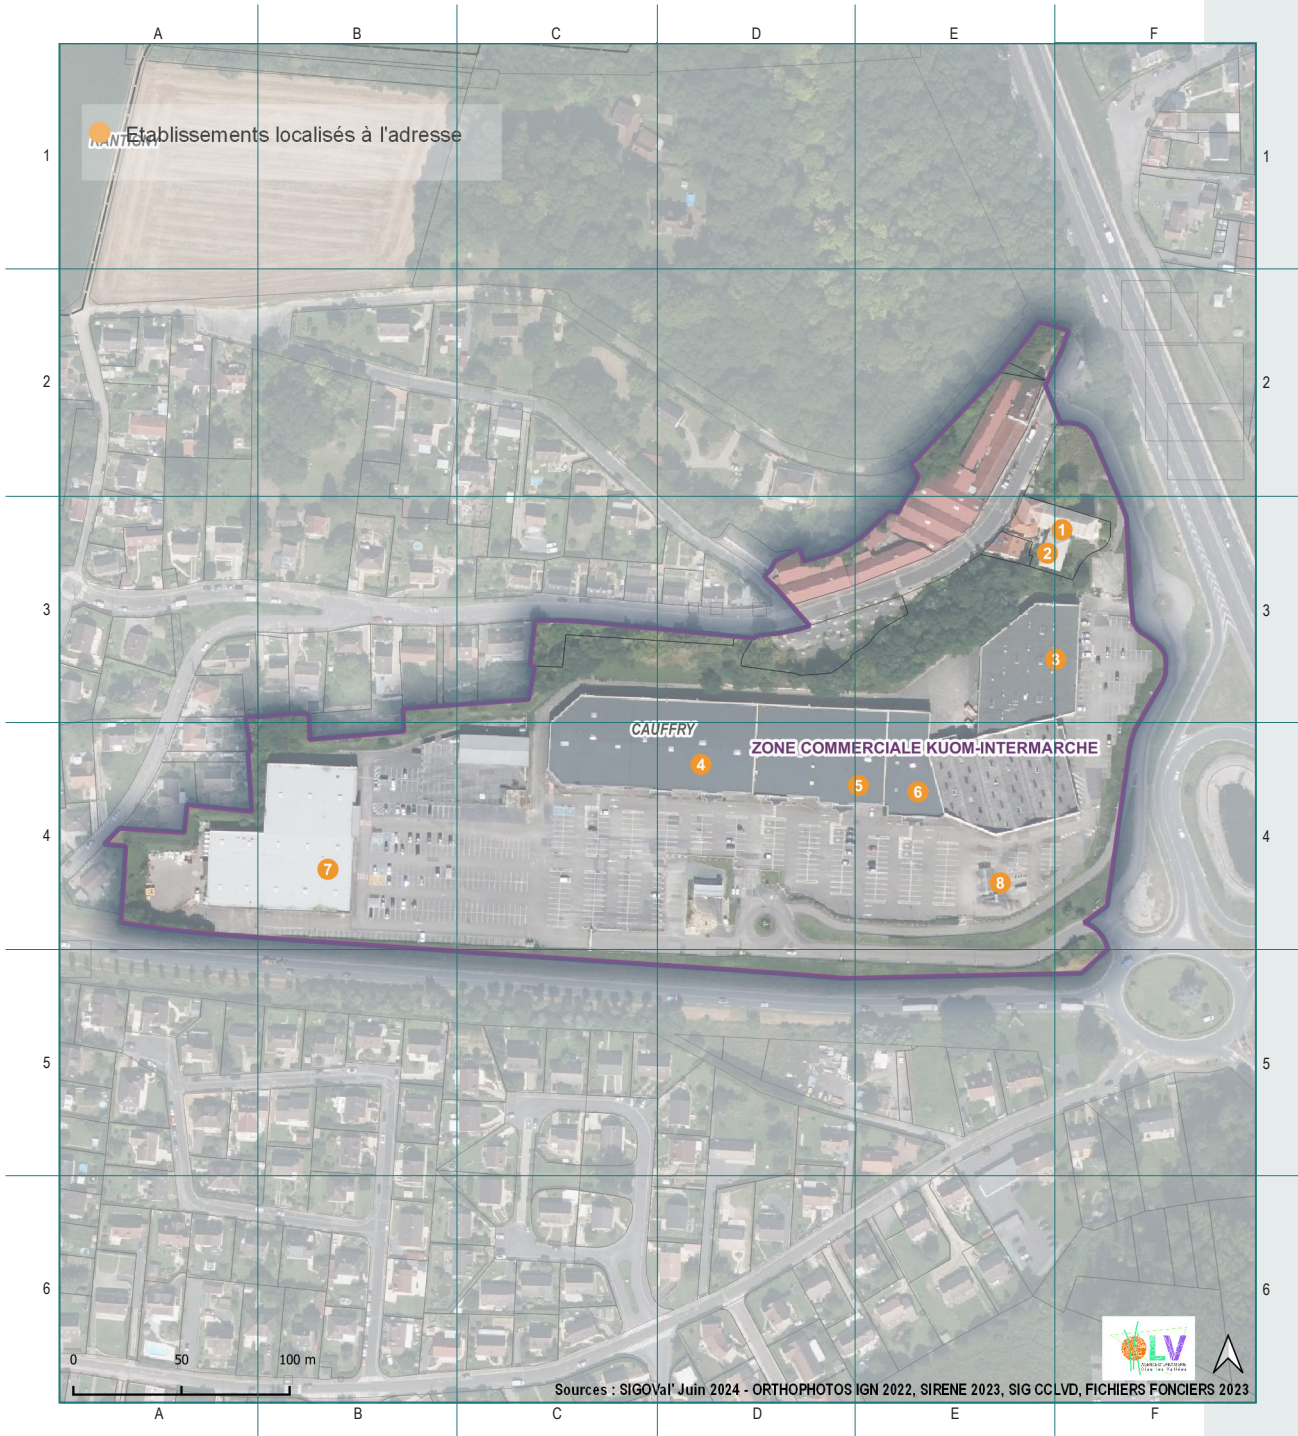 A B C D E F
RANTIGNY
Etablissements localisés à l'adresse
1 1
2 2
1
2
3 3
3
CAUFFRY
ZONE COMMERCIALE KUOM-INTERMARCHE
4
5
6
4 4
7
8
5 5
6 6
0 50 100 m
OLV
Sources : SIGOVal' Juin 2024 - ORTHOPHOTOS IGN 2022, SIRENE 2023, SIG CCLVD, FICHIERS FONCIERS 2023
A B C D E F